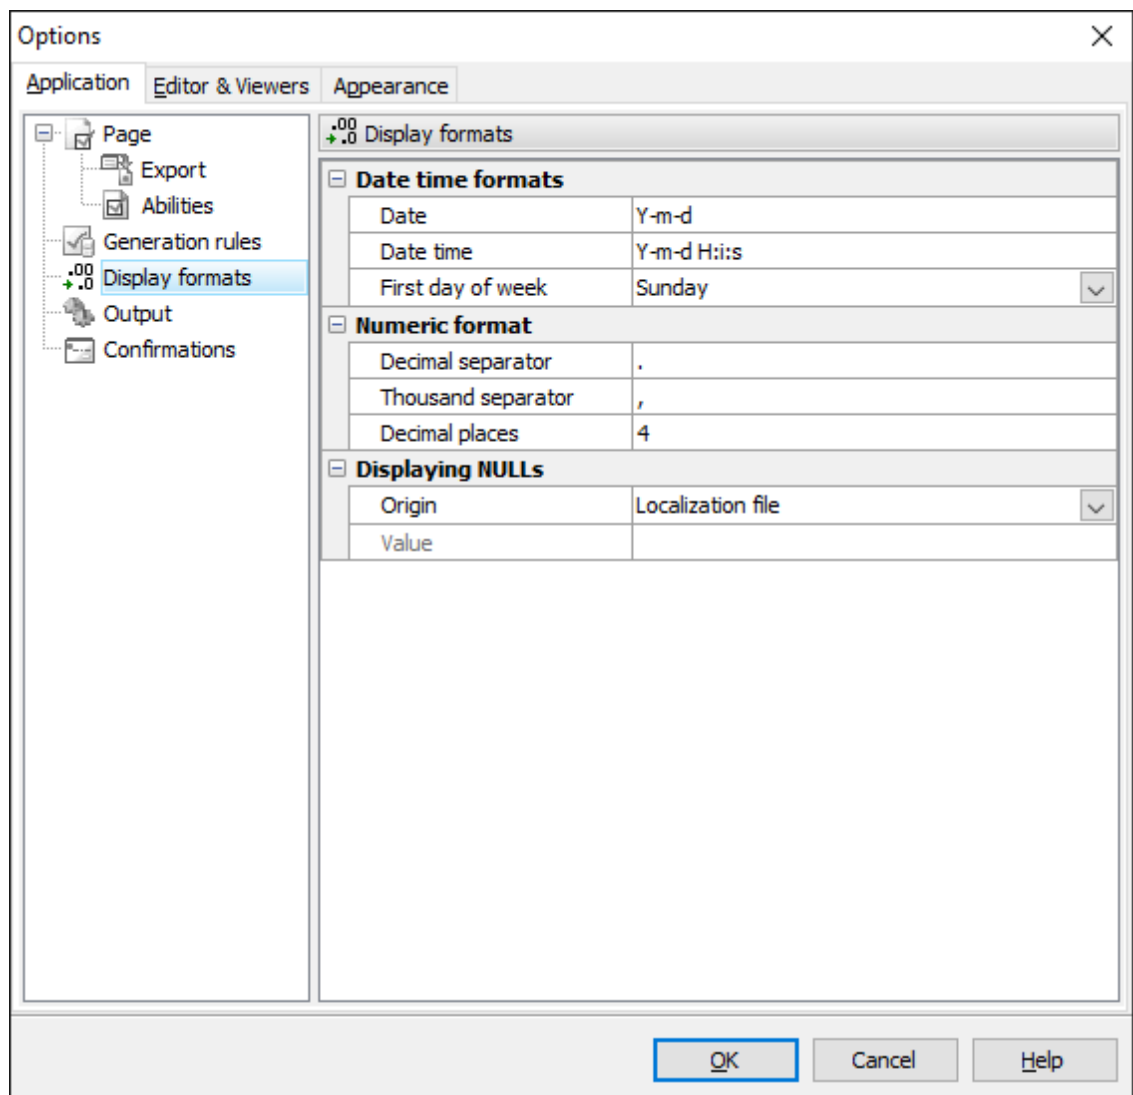 Options
Application Editor & Viewers Appearance
Page
Export
Abilities
Generation rules
Display formats
Output
Confirmations
.00 .0 Display formats
Date time formats
Date Y-m-d
Date time Y-m-d H:i:s
First day of week Sunday
Numeric format
Decimal separator .
Thousand separator ,
Decimal places 4
Displaying NULLs
Origin Localization file
Value
OK Cancel Help